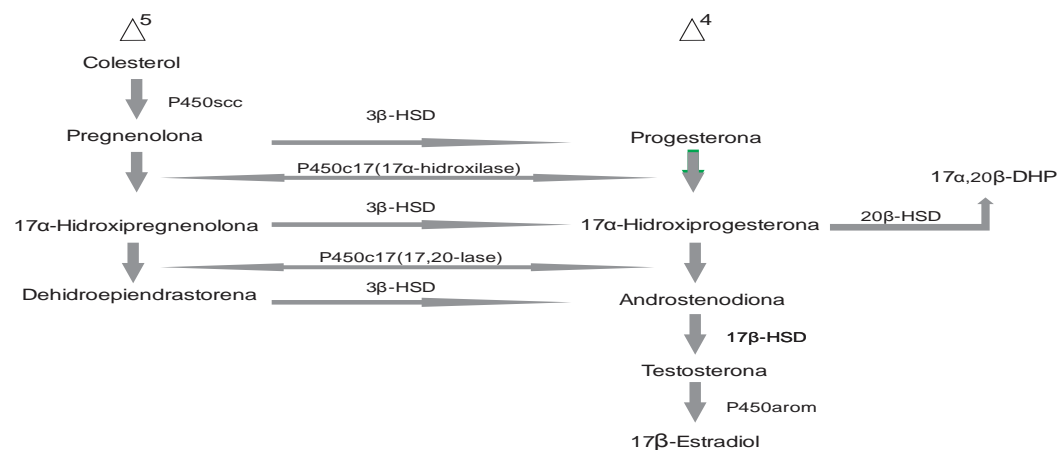 △5 △4
Colesterol
P450scc
3β-HSD
Pregnenolona Progesterona
P450c17(17α-hidroxilase)
17α,20β-DHP
3β-HSD 20β-HSD
17α-Hidroxipregnenolona 17α-Hidroxiprogesterona
P450c17(17,20-lase)
3β-HSD
Dehidroepiendrastorena Androstenodiona
17β-HSD
Testosterona
P450arom
17β-Estradiol